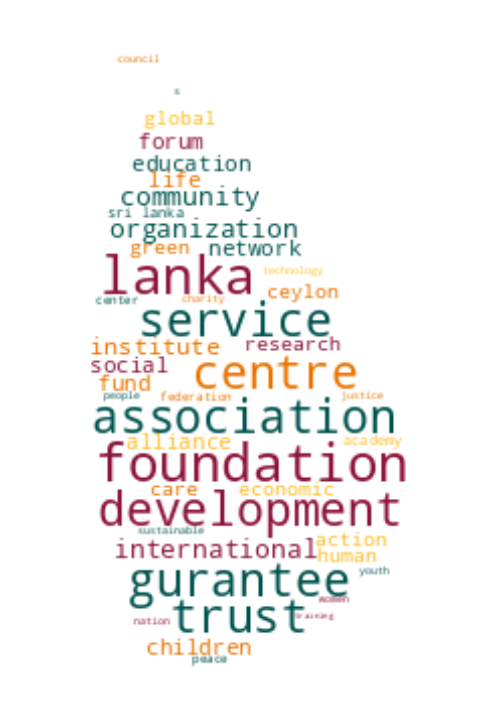 council
s
global
forum
education
life
community
sri lanka
organization
green network
lanka technology
center charity ceylon
service
institute research
social centre
fund
people federation justice
association
alliance academy
foundation
care economic
development
sustainable
international action
human
gurantee youth
women
trust training
nation
children
peace